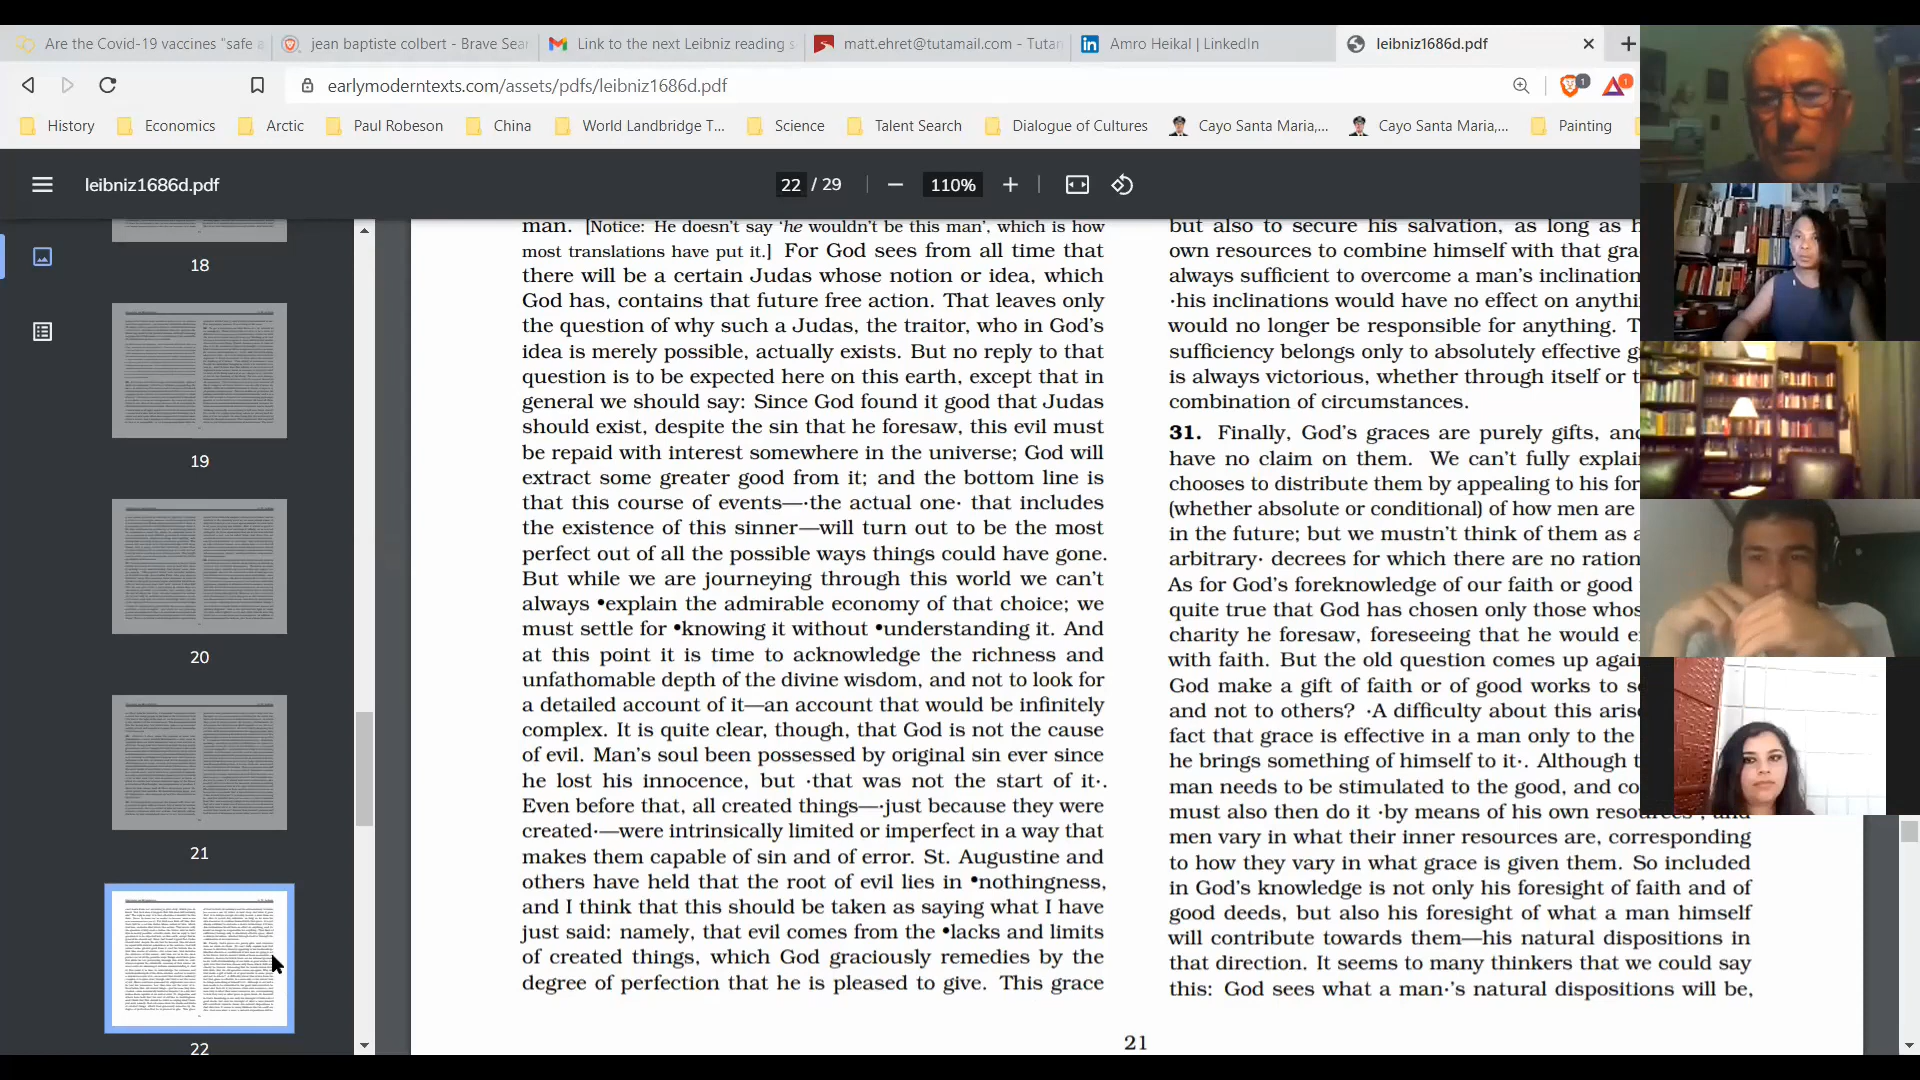 Are the Covid-19 vaccines "safe a
jean baptiste colbert - Brave Sear
Link to the next Leibniz reading s
matt.ehret@tutamail.com - Tutan
Amro Heikal | LinkedIn
leibniz1686d.pdf
earlymoderntexts.com/assets/pdfs/leibniz1686d.pdf
1
1
History
Economics
Arctic
Paul Robeson
China
World Landbridge T...
Science
Talent Search
Dialogue of Cultures
Cayo Santa Maria,...
Cayo Santa Maria,...
Painting
leibniz1686d.pdf
22 / 29
110%
18
19
20
21
22
man. [Notice: He doesn't say 'he wouldn't be this man', which is how
most translations have put it.] For God sees from all time that
there will be a certain Judas whose notion or idea, which
God has, contains that future free action. That leaves only
the question of why such a Judas, the traitor, who in God's
idea is merely possible, actually exists. But no reply to that
question is to be expected here on this earth, except that in
general we should say: Since God found it good that Judas
should exist, despite the sin that he foresaw, this evil must
be repaid with interest somewhere in the universe; God will
extract some greater good from it; and the bottom line is
that this course of events—·the actual one· that includes
the existence of this sinner—will turn out to be the most
perfect out of all the possible ways things could have gone.
But while we are journeying through this world we can't
always •explain the admirable economy of that choice; we
must settle for •knowing it without •understanding it. And
at this point it is time to acknowledge the richness and
unfathomable depth of the divine wisdom, and not to look for
a detailed account of it—an account that would be infinitely
complex. It is quite clear, though, that God is not the cause
of evil. Man's soul been possessed by original sin ever since
he lost his innocence, but ·that was not the start of it·.
Even before that, all created things—·just because they were
created·—were intrinsically limited or imperfect in a way that
makes them capable of sin and of error. St. Augustine and
others have held that the root of evil lies in •nothingness,
and I think that this should be taken as saying what I have
just said: namely, that evil comes from the •lacks and limits
of created things, which God graciously remedies by the
degree of perfection that he is pleased to give. This grace
but also to secure his salvation, as long as h
own resources to combine himself with that gra
always sufficient to overcome a man's inclination
·his inclinations would have no effect on anythi
would no longer be responsible for anything. T
sufficiency belongs only to absolutely effective g
is always victorious, whether through itself or t
combination of circumstances.
31. Finally, God's graces are purely gifts, and
have no claim on them. We can't fully explai
chooses to distribute them by appealing to his for
(whether absolute or conditional) of how men are
in the future; but we mustn't think of them as a
arbitrary· decrees for which there are no ration
As for God's foreknowledge of our faith or good
quite true that God has chosen only those whos
charity he foresaw, foreseeing that he would e
with faith. But the old question comes up agai
God make a gift of faith or of good works to s
and not to others? ·A difficulty about this aris
fact that grace is effective in a man only to the
he brings something of himself to it·. Although t
man needs to be stimulated to the good, and co
must also then do it ·by means of his own resources·, and
men vary in what their inner resources are, corresponding
to how they vary in what grace is given them. So included
in God's knowledge is not only his foresight of faith and of
good deeds, but also his foresight of what a man himself
will contribute towards them—his natural dispositions in
that direction. It seems to many thinkers that we could say
this: God sees what a man·'s natural dispositions will be,
21